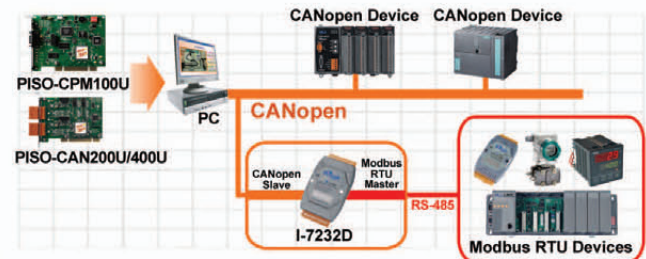 PISO-CPM100U
PISO-CAN200U/400U
PC
CANopen Device
CANopen Device
CANopen
CANopen
Slave
Modbus
RTU
Master
I-7232D
RS-485
Modbus RTU Devices